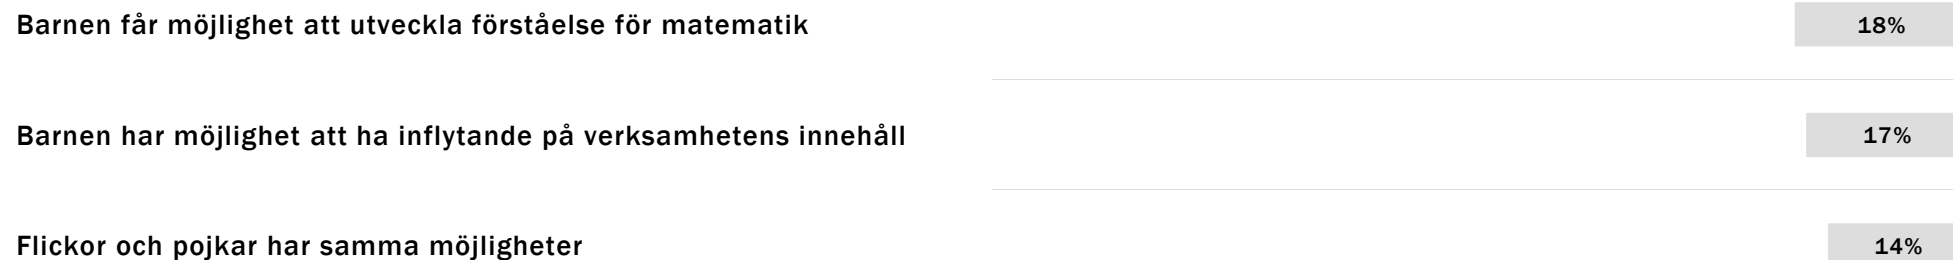 Barnen får möjlighet att utveckla förståelse för matematik 18%
Barnen har möjlighet att ha inflytande på verksamhetens innehåll 17%
Flickor och pojkar har samma möjligheter 14%